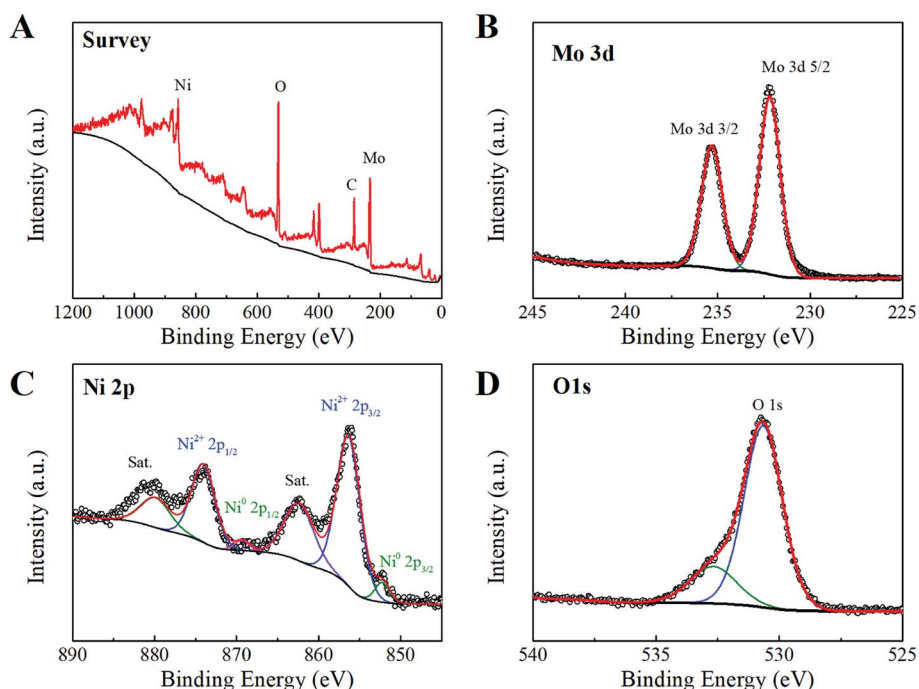 A
Survey
Ni
O
C
Mo
Intensity (a.u.)
1200 1000 800 600 400 200 0
Binding Energy (eV)
B
Mo 3d
Mo 3d 5/2
Mo 3d 3/2
Intensity (a.u.)
245 240 235 230 225
Binding Energy (eV)
C
Ni 2p
Ni²⁺ 2p₃/₂
Ni²⁺ 2p₁/₂
Sat.
Sat.
Ni⁰ 2p₁/₂
Ni⁰ 2p₃/₂
Intensity (a.u.)
890 880 870 860 850
Binding Energy (eV)
D
O1s
O 1s
Intensity (a.u.)
540 535 530 525
Binding Energy (eV)